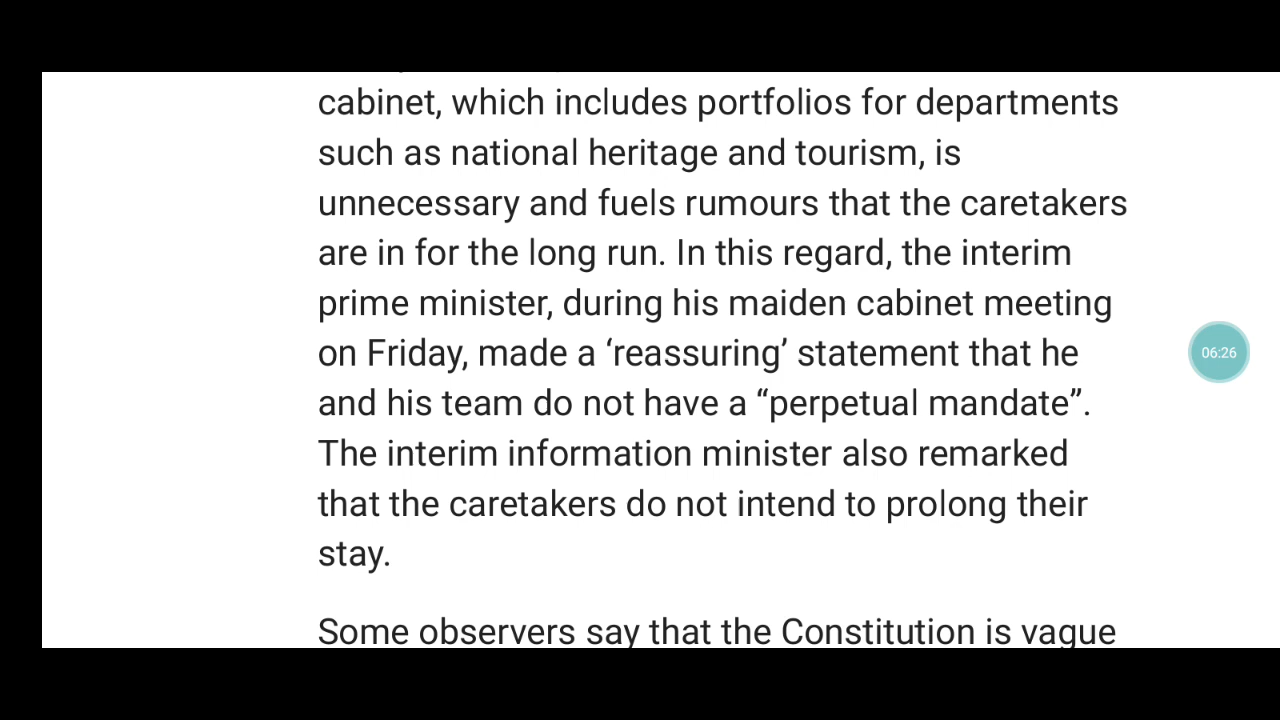 cabinet, which includes portfolios for departments
such as national heritage and tourism, is
unnecessary and fuels rumours that the caretakers
are in for the long run. In this regard, the interim
prime minister, during his maiden cabinet meeting
on Friday, made a ‘reassuring’ statement that he
and his team do not have a “perpetual mandate”.
The interim information minister also remarked
that the caretakers do not intend to prolong their
stay.
Some observers say that the Constitution is vague
06:26